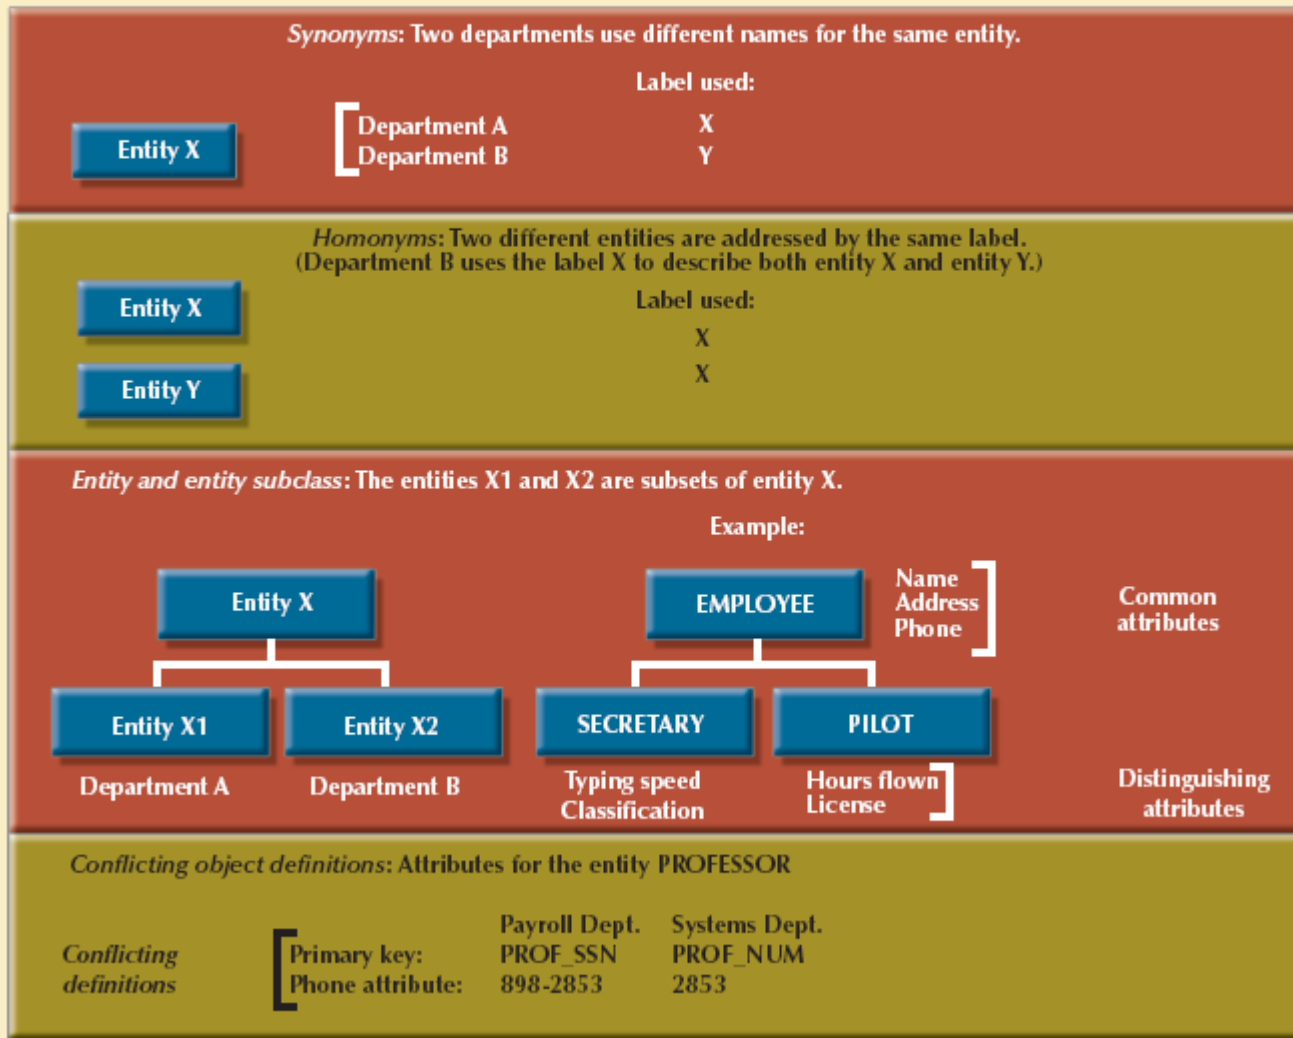 Synonyms: Two departments use different names for the same entity.
Label used:
Entity X
Department A X
Department B Y
Homonyms: Two different entities are addressed by the same label.
(Department B uses the label X to describe both entity X and entity Y.)
Label used:
Entity X
X
Entity Y
X
Entity and entity subclass: The entities X1 and X2 are subsets of entity X.
Example:
Entity X
EMPLOYEE
Name
Address
Phone
Common
attributes
Entity X1
Entity X2
SECRETARY
PILOT
Department A
Department B
Typing speed
Classification
Hours flown
License
Distinguishing
attributes
Conflicting object definitions: Attributes for the entity PROFESSOR
Payroll Dept. Systems Dept.
Conflicting
definitions
Primary key: PROF_SSN PROF_NUM
Phone attribute: 898-2853 2853